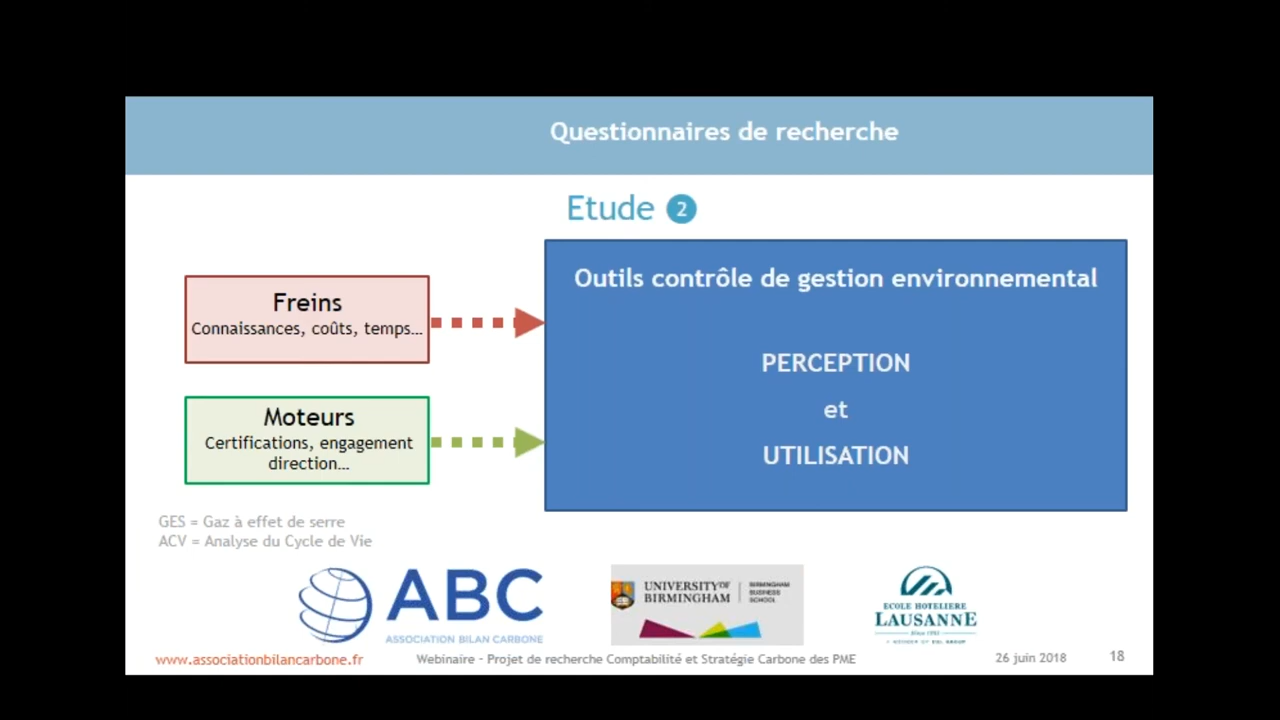 Questionnaires de recherche
Etude 2
Outils contrôle de gestion environnemental
Freins
Connaissances, coûts, temps...
PERCEPTION
et
UTILISATION
Moteurs
Certifications, engagement
direction...
GES = Gaz à effet de serre
ACV = Analyse du Cycle de Vie
ABC
ASSOCIATION BILAN CARBONE
UNIVERSITY OF
BIRMINGHAM
BIRMINGHAM
BUSINESS
SCHOOL
ECOLE HOTELIERE
LAUSANNE
Since 1893
www.associationbilancarbone.fr
Webinaire - Projet de recherche Comptabilité et Stratégie Carbone des PME
26 juin 2018
18